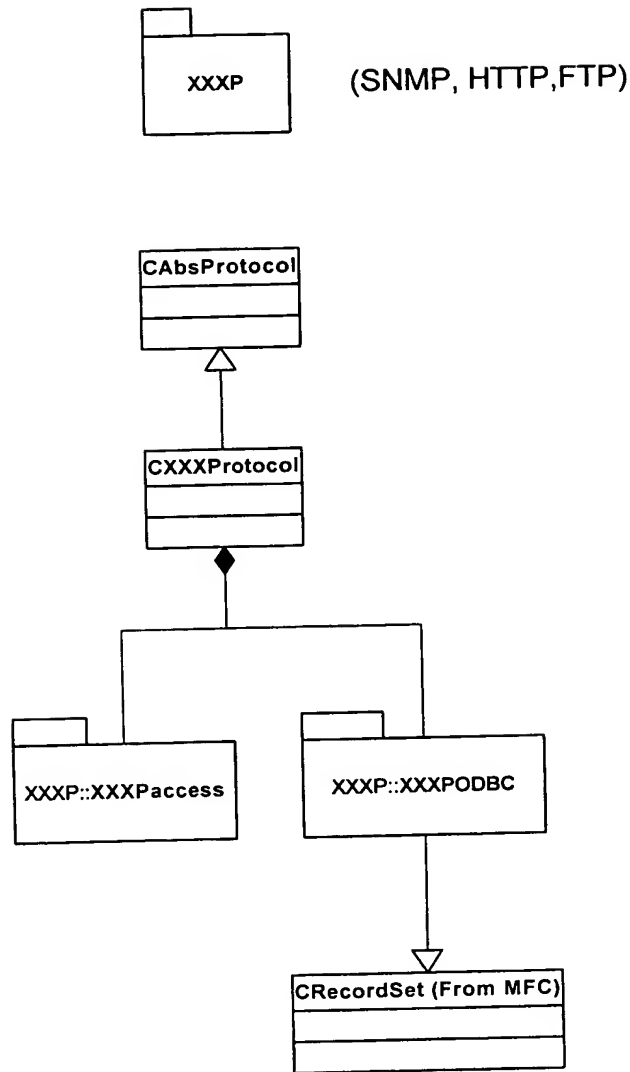 XXXP
(SNMP, HTTP,FTP)
CAbsProtocol
CXXXProtocol
XXXP::XXXPaccess
XXXP::XXXPODBC
CRecordSet (From MFC)